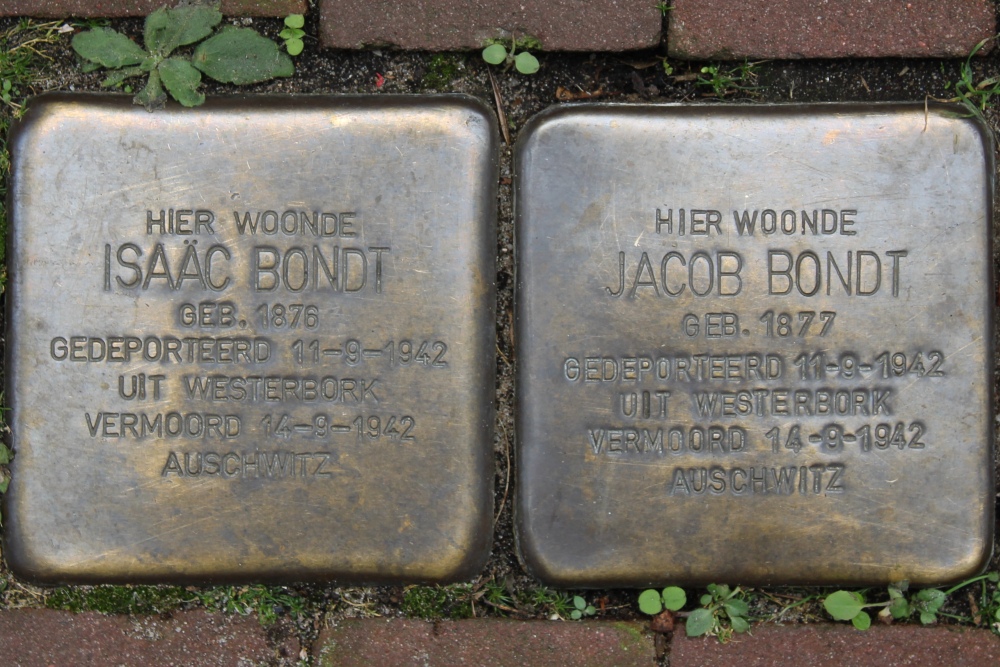 HIER WOONDE
ISAÄC BONDT
GEB. 1876
GEDEPORTEERD 11-9-1942
UIT WESTERBORK
VERMOORD 14-9-1942
AUSCHWITZ
HIER WOONDE
JACOB BONDT
GEB. 1877
GEDEPORTEERD 11-9-1942
UIT WESTERBORK
VERMOORD 14-9-1942
AUSCHWITZ